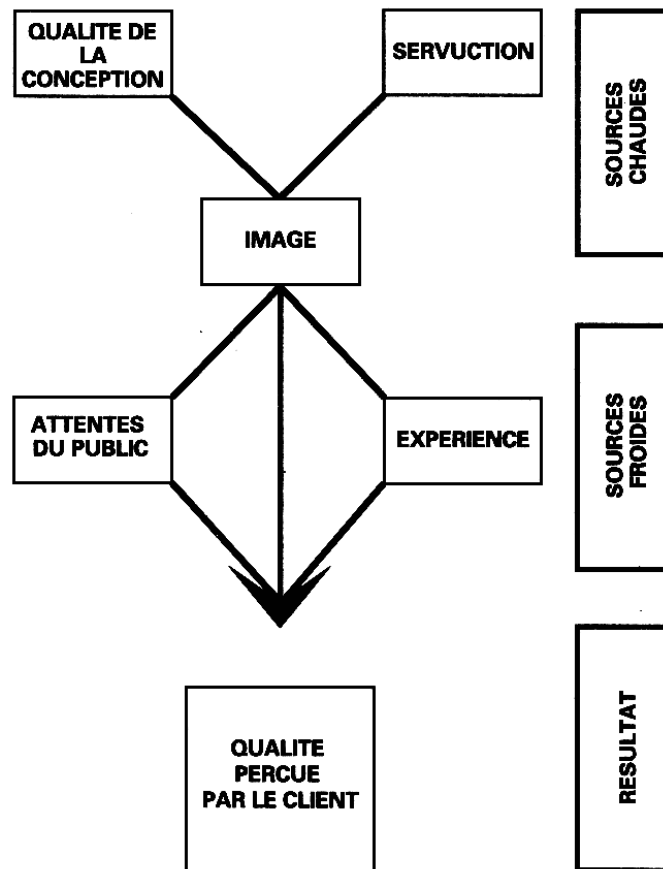 QUALITE DE
LA
CONCEPTION
SERVUCTION
SOURCES
CHAUDES
IMAGE
ATTENTES
DU PUBLIC
EXPERIENCE
SOURCES
FROIDES
QUALITE
PERCUE
PAR LE CLIENT
RESULTAT